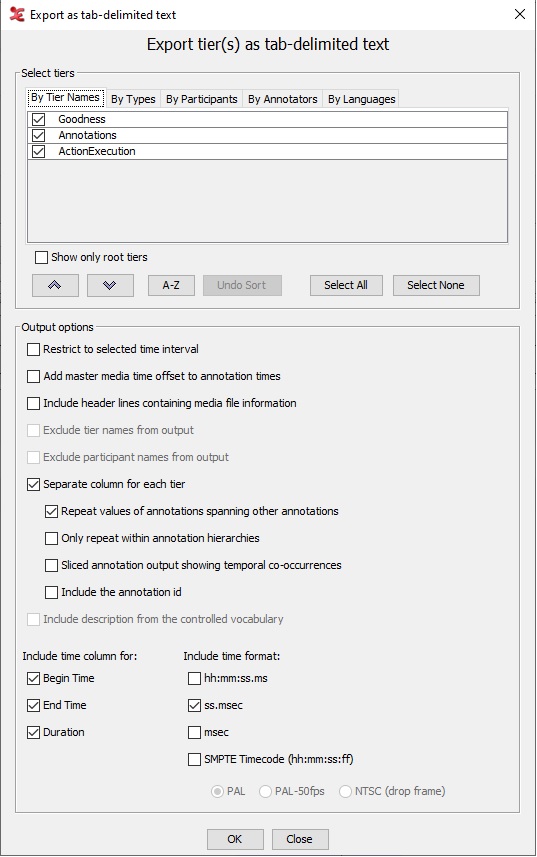 Export as tab-delimited text
Export tier(s) as tab-delimited text
Select tiers
By Tier Names By Types By Participants By Annotators By Languages
Goodness
Annotations
ActionExecution
Show only root tiers
A-Z Undo Sort Select All Select None
Output options
Restrict to selected time interval
Add master media time offset to annotation times
Include header lines containing media file information
Exclude tier names from output
Exclude participant names from output
Separate column for each tier
Repeat values of annotations spanning other annotations
Only repeat within annotation hierarchies
Sliced annotation output showing temporal co-occurrences
Include the annotation id
Include description from the controlled vocabulary
Include time column for: Include time format:
Begin Time hh:mm:ss.ms
End Time ss.msec
Duration msec
SMPTE Timecode (hh:mm:ss:ff)
PAL PAL-50fps NTSC (drop frame)
OK Close